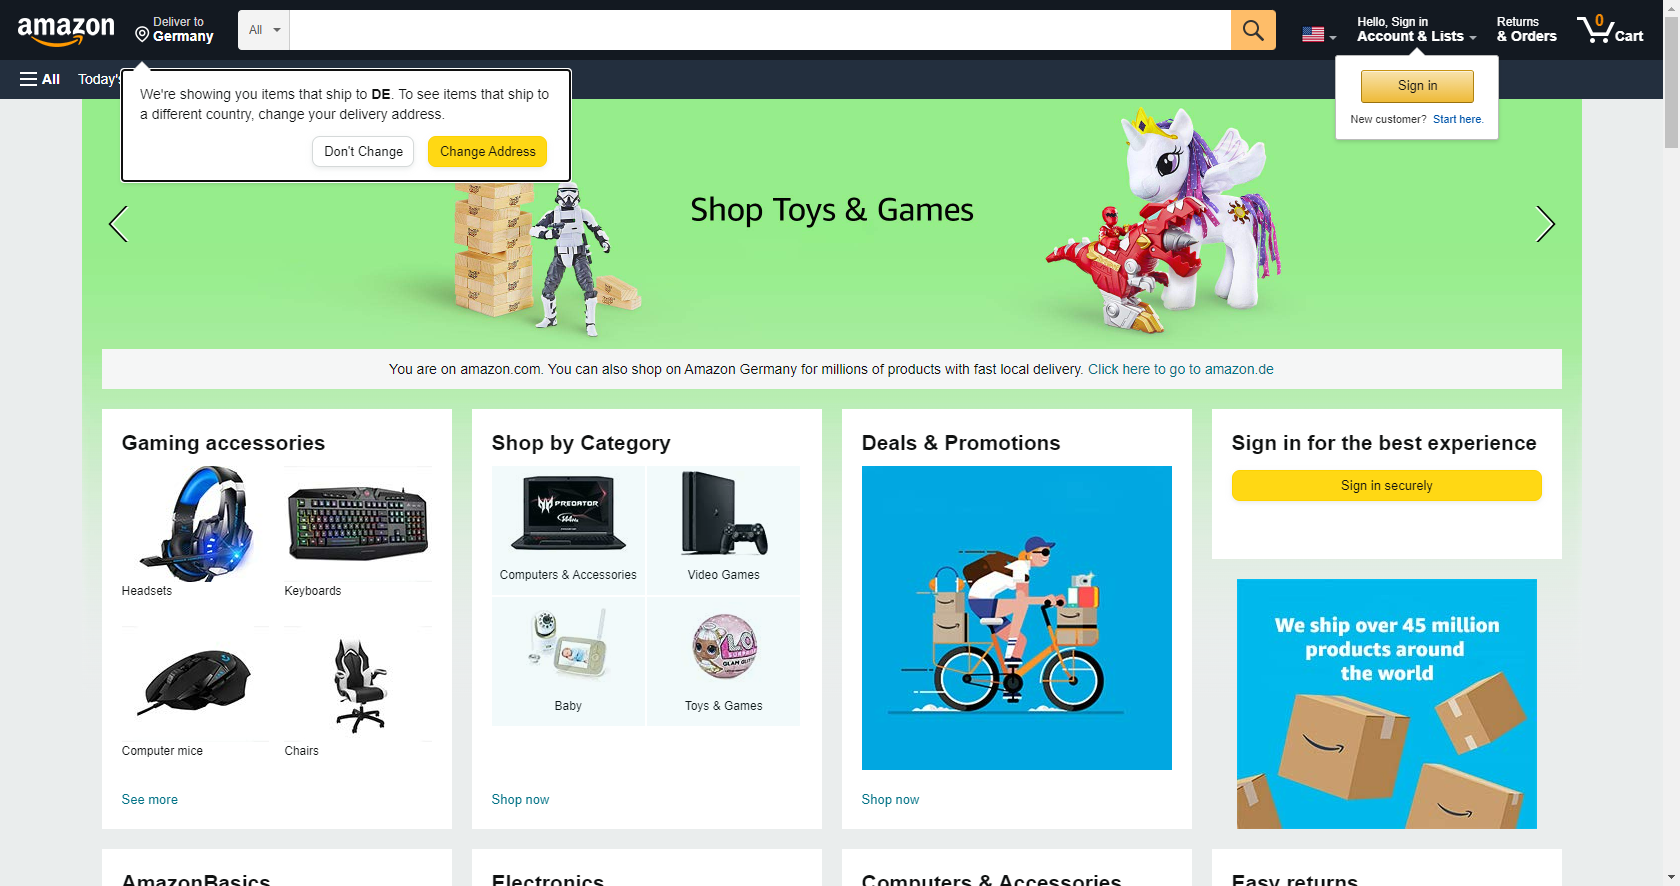 amazon
Deliver to
Germany
All
Hello, Sign in
Account & Lists
Returns
& Orders
0
Cart
All
Today's
We're showing you items that ship to DE. To see items that ship to
a different country, change your delivery address.
Don't Change
Change Address
Sign in
New customer? Start here.
Shop Toys & Games
You are on amazon.com. You can also shop on Amazon Germany for millions of products with fast local delivery. Click here to go to amazon.de
Gaming accessories
Headsets
Keyboards
Computer mice
Chairs
See more
Shop by Category
PREDATOR
Computers & Accessories
Video Games
L.O.L.
SURPRISE!
GLAM GLITTER
Baby
Toys & Games
Shop now
Deals & Promotions
Shop now
Sign in for the best experience
Sign in securely
We ship over 45 million
products around
the world
AmazonBasics
Electronics
Computers & Accessories
Easy returns